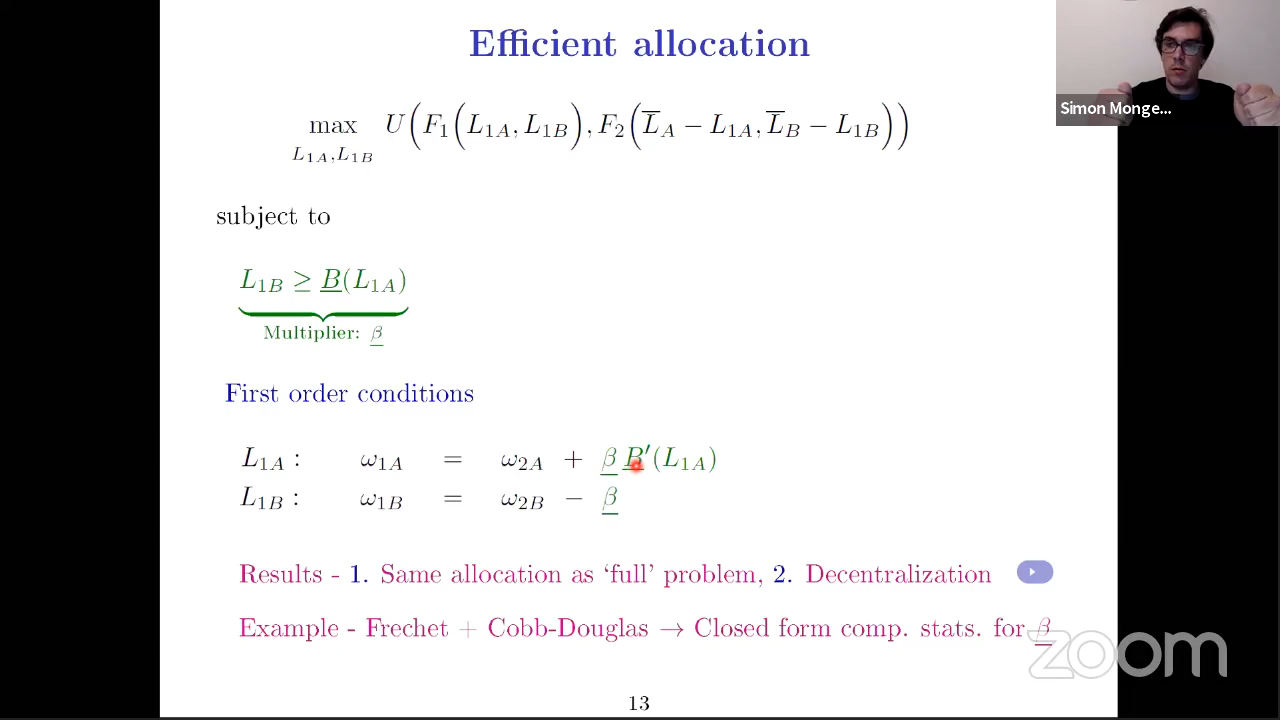 Efficient allocation
Simon Monge...
max U(F₁(L₁A, L₁B), F₂(L̅A − L₁A, L̅B − L₁B))
L₁A,L₁B
subject to
L₁B ≥ B̲(L₁A)
Multiplier: β̲
First order conditions
L₁A : ω₁A = ω₂A + β̲ B̲′(L₁A)
L₁B : ω₁B = ω₂B − β̲
Results - 1. Same allocation as ‘full’ problem, 2. Decentralization
Example - Frechet + Cobb-Douglas → Closed form comp. stats. for β̲
zoom
13